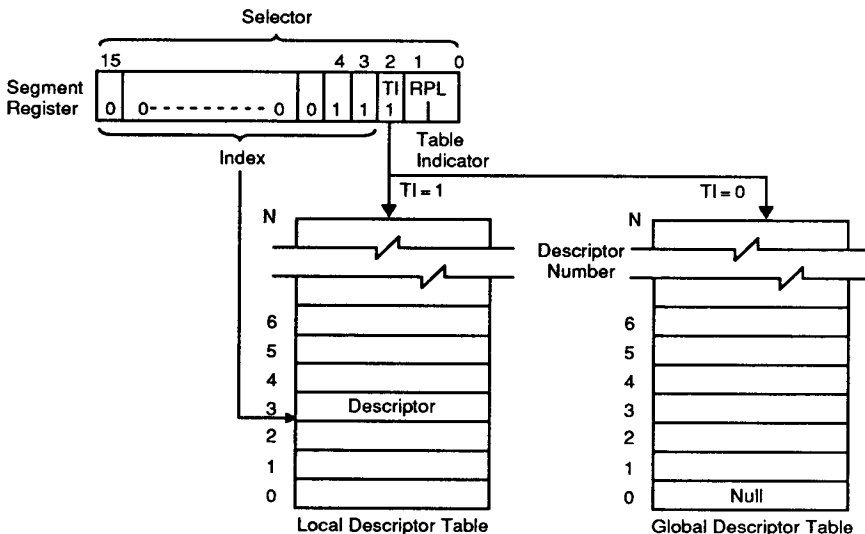 Selector
15 4 3 2 1 0
Segment
Register
TI RPL
0 0---------0 0 1 1 1
Index
Table
Indicator
TI = 1
TI = 0
N
N
Descriptor
Number
6
5
4
3
2
1
0
Descriptor
6
5
4
3
2
1
0
Null
Local Descriptor Table
Global Descriptor Table